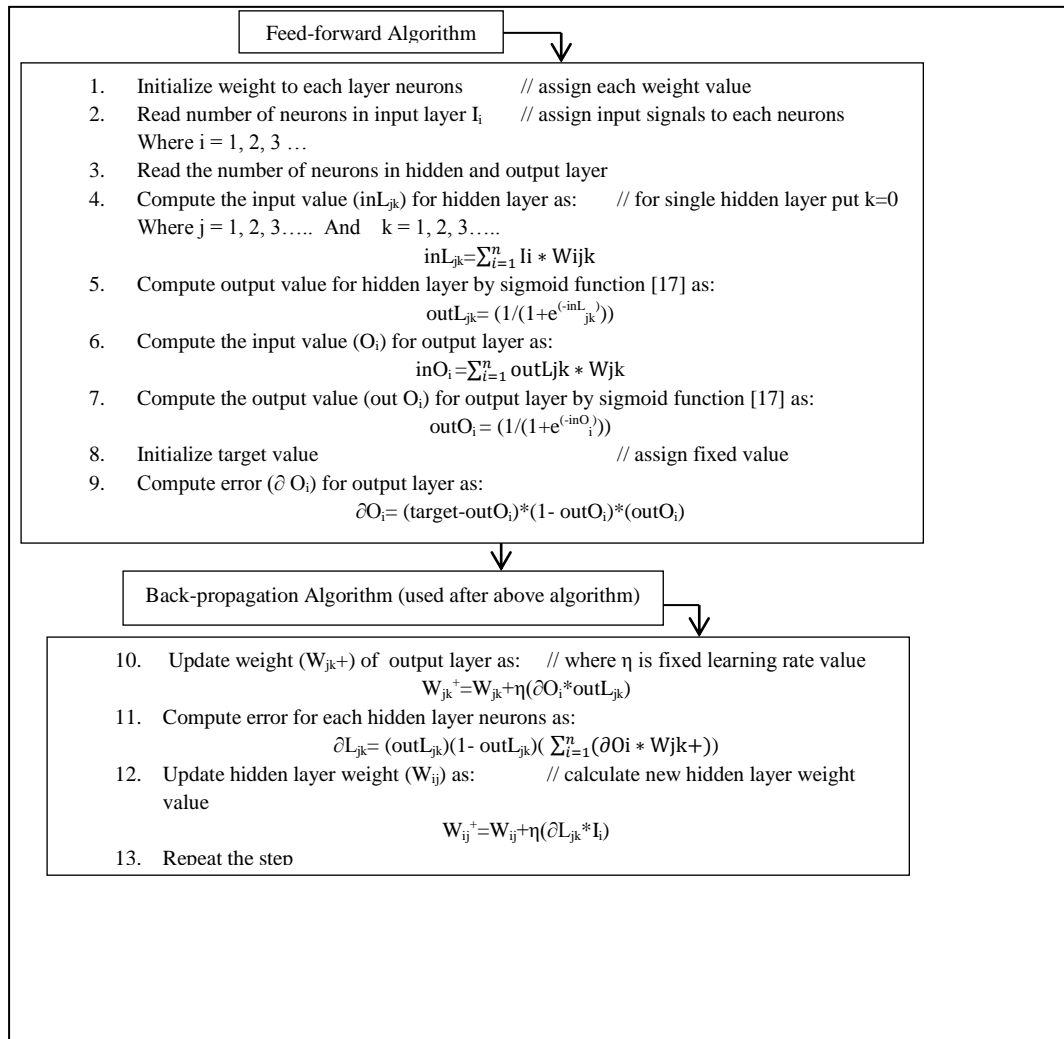 Feed-forward Algorithm
1. Initialize weight to each layer neurons // assign each weight value
2. Read number of neurons in input layer Iᵢ // assign input signals to each neurons
Where i = 1, 2, 3 …
3. Read the number of neurons in hidden and output layer
4. Compute the input value (inLⱼₖ) for hidden layer as: // for single hidden layer put k=0
Where j = 1, 2, 3….. And k = 1, 2, 3…..
inLⱼₖ=∑ⁿᵢ₌₁ Ii ∗ Wijk
5. Compute output value for hidden layer by sigmoid function [17] as:
outLⱼₖ= (1/(1+e^(-inL_jk)))
6. Compute the input value (Oᵢ) for output layer as:
inOᵢ=∑ⁿᵢ₌₁ outLjk ∗ Wjk
7. Compute the output value (out Oᵢ) for output layer by sigmoid function [17] as:
outOᵢ = (1/(1+e^(-inO_i)))
8. Initialize target value // assign fixed value
9. Compute error (∂ Oᵢ) for output layer as:
∂Oᵢ= (target-outOᵢ)*(1- outOᵢ)*(outOᵢ)
Back-propagation Algorithm (used after above algorithm)
10. Update weight (Wⱼₖ+) of output layer as: // where η is fixed learning rate value
Wⱼₖ⁺=Wⱼₖ+η(∂Oᵢ*outLⱼₖ)
11. Compute error for each hidden layer neurons as:
∂Lⱼₖ= (outLⱼₖ)(1- outLⱼₖ)( ∑ⁿᵢ₌₁(∂Oi ∗ Wjk+))
12. Update hidden layer weight (Wᵢⱼ) as: // calculate new hidden layer weight
value
Wᵢⱼ⁺=Wᵢⱼ+η(∂Lⱼₖ*Iᵢ)
13. Repeat the step